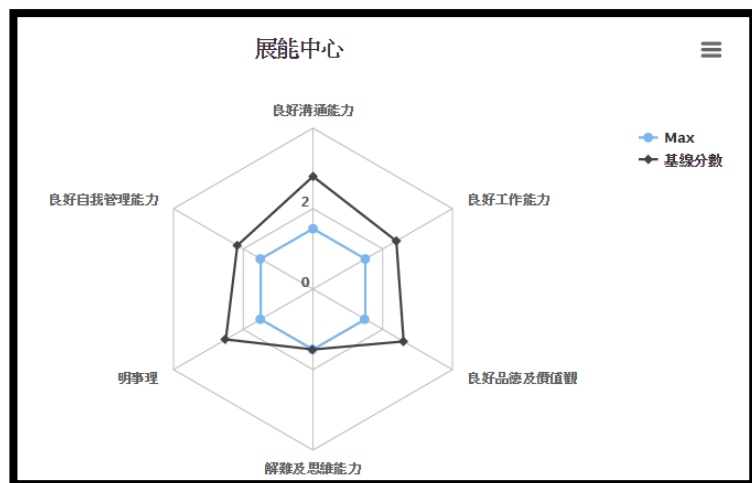 展能中心
良好溝通能力
Max
基線分數
良好自我管理能力
良好工作能力
2
0
明事理
良好品德及價值觀
解難及思維能力